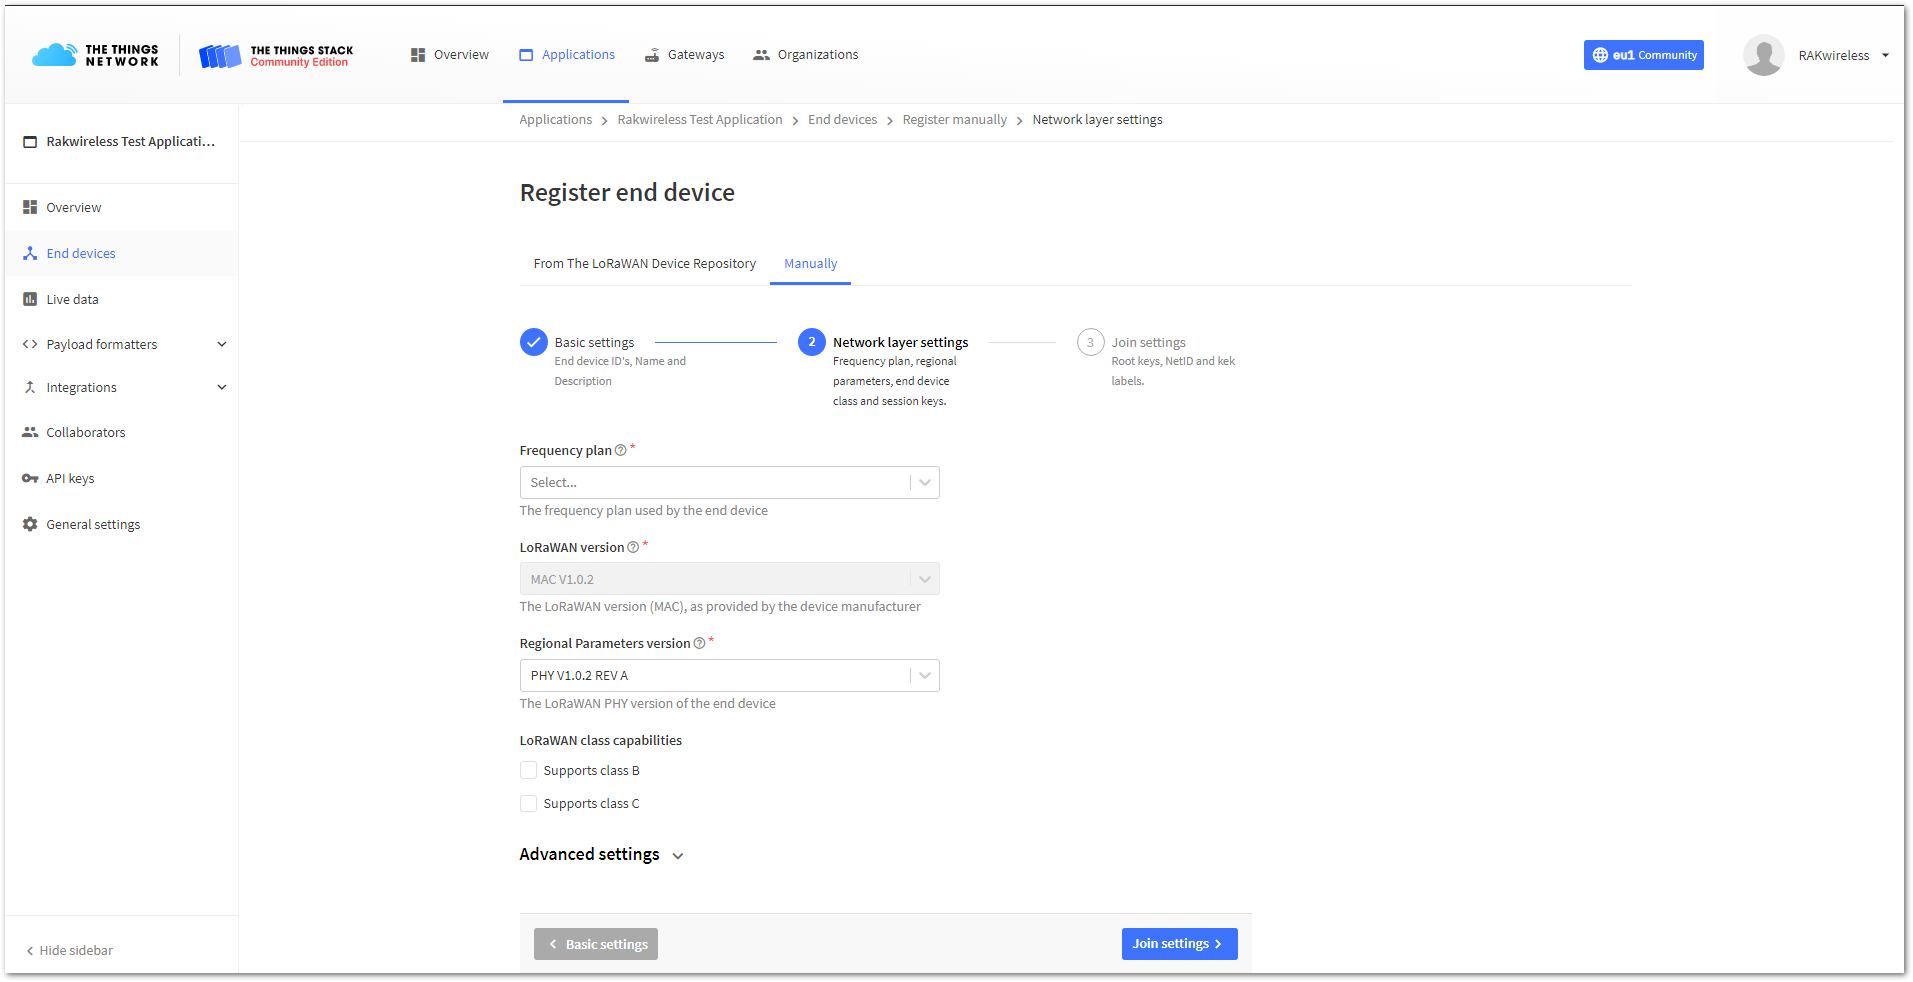 THE THINGS
NETWORK
THE THINGS STACK
Community Edition
Overview
Applications
Gateways
Organizations
eu1 Community
RAKwireless
Rakwireless Test Applicati...
Applications > Rakwireless Test Application > End devices > Register manually > Network layer settings
Overview
End devices
Live data
Payload formatters
Integrations
Collaborators
API keys
General settings
Hide sidebar
Register end device
From The LoRaWAN Device Repository
Manually
Basic settings
End device ID's, Name and
Description
2
Network layer settings
Frequency plan, regional
parameters, end device
class and session keys.
3
Join settings
Root keys, NetID and kek
labels.
Frequency plan ? *
Select...
The frequency plan used by the end device
LoRaWAN version ? *
MAC V1.0.2
The LoRaWAN version (MAC), as provided by the device manufacturer
Regional Parameters version ? *
PHY V1.0.2 REV A
The LoRaWAN PHY version of the end device
LoRaWAN class capabilities
Supports class B
Supports class C
Advanced settings
Basic settings
Join settings